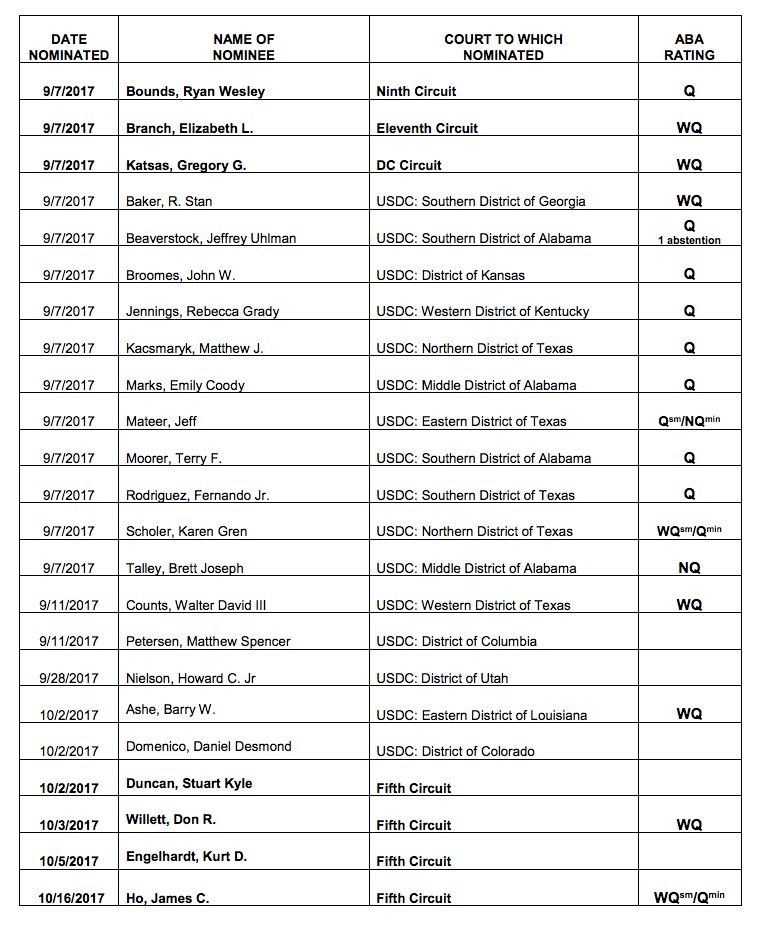 DATE NOMINATED NAME OF NOMINEE COURT TO WHICH NOMINATED ABA RATING
9/7/2017 Bounds, Ryan Wesley Ninth Circuit Q
9/7/2017 Branch, Elizabeth L. Eleventh Circuit WQ
9/7/2017 Katsas, Gregory G. DC Circuit WQ
9/7/2017 Baker, R. Stan USDC: Southern District of Georgia WQ
9/7/2017 Beaverstock, Jeffrey Uhlman USDC: Southern District of Alabama Q 1 abstention
9/7/2017 Broomes, John W. USDC: District of Kansas Q
9/7/2017 Jennings, Rebecca Grady USDC: Western District of Kentucky Q
9/7/2017 Kacsmaryk, Matthew J. USDC: Northern District of Texas Q
9/7/2017 Marks, Emily Coody USDC: Middle District of Alabama Q
9/7/2017 Mateer, Jeff USDC: Eastern District of Texas Qsm/NQmin
9/7/2017 Moorer, Terry F. USDC: Southern District of Alabama Q
9/7/2017 Rodriguez, Fernando Jr. USDC: Southern District of Texas Q
9/7/2017 Scholer, Karen Gren USDC: Northern District of Texas WQsm/Qmin
9/7/2017 Talley, Brett Joseph USDC: Middle District of Alabama NQ
9/11/2017 Counts, Walter David III USDC: Western District of Texas WQ
9/11/2017 Petersen, Matthew Spencer USDC: District of Columbia
9/28/2017 Nielson, Howard C. Jr USDC: District of Utah
10/2/2017 Ashe, Barry W. USDC: Eastern District of Louisiana WQ
10/2/2017 Domenico, Daniel Desmond USDC: District of Colorado
10/2/2017 Duncan, Stuart Kyle Fifth Circuit
10/3/2017 Willett, Don R. Fifth Circuit WQ
10/5/2017 Engelhardt, Kurt D. Fifth Circuit
10/16/2017 Ho, James C. Fifth Circuit WQsm/Qmin